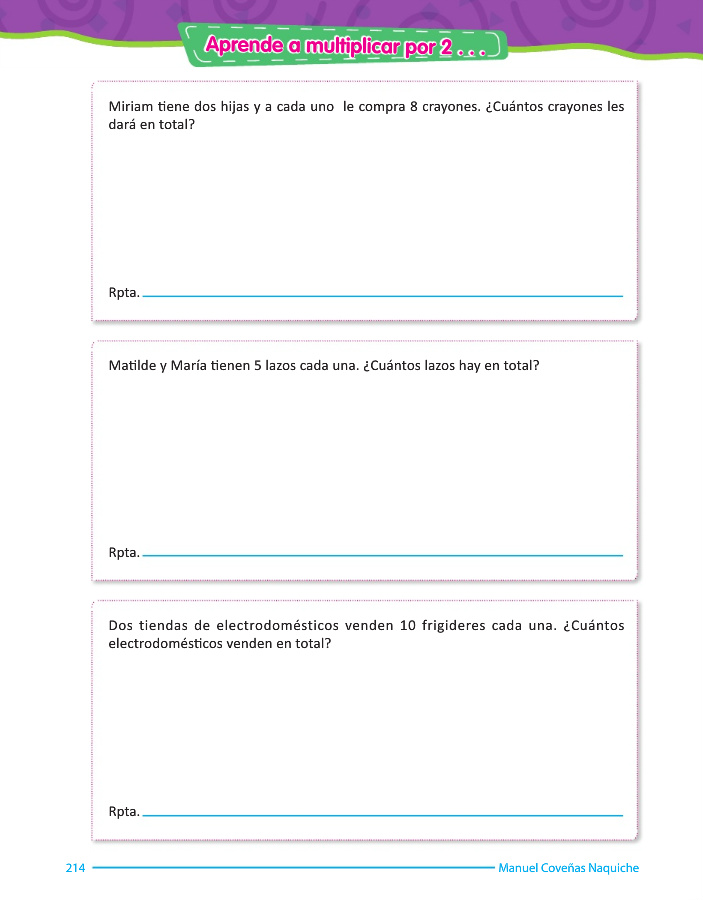 Aprende a multiplicar por 2 . . .
Miriam tiene dos hijas y a cada uno le compra 8 crayones. ¿Cuántos crayones les
dará en total?
Rpta.
Matilde y María tienen 5 lazos cada una. ¿Cuántos lazos hay en total?
Rpta.
Dos tiendas de electrodomésticos venden 10 frigideres cada una. ¿Cuántos
electrodomésticos venden en total?
Rpta.
214
Manuel Coveñas Naquiche